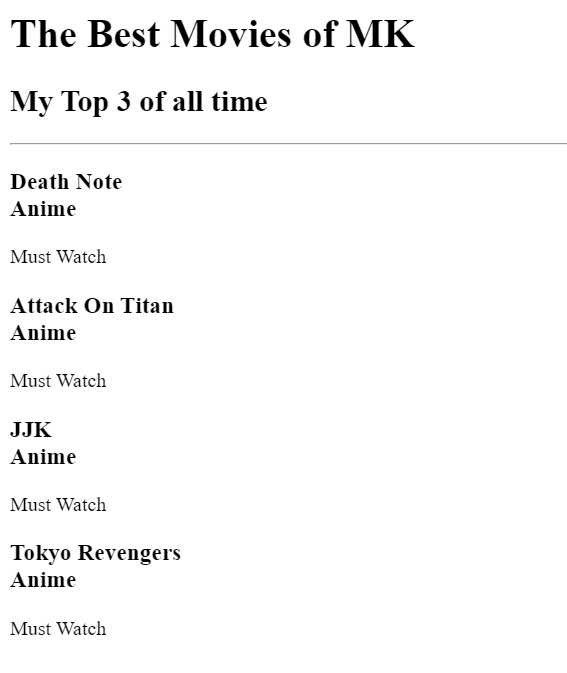 The Best Movies of MK
My Top 3 of all time
Death Note
Anime
Must Watch
Attack On Titan
Anime
Must Watch
JJK
Anime
Must Watch
Tokyo Revengers
Anime
Must Watch